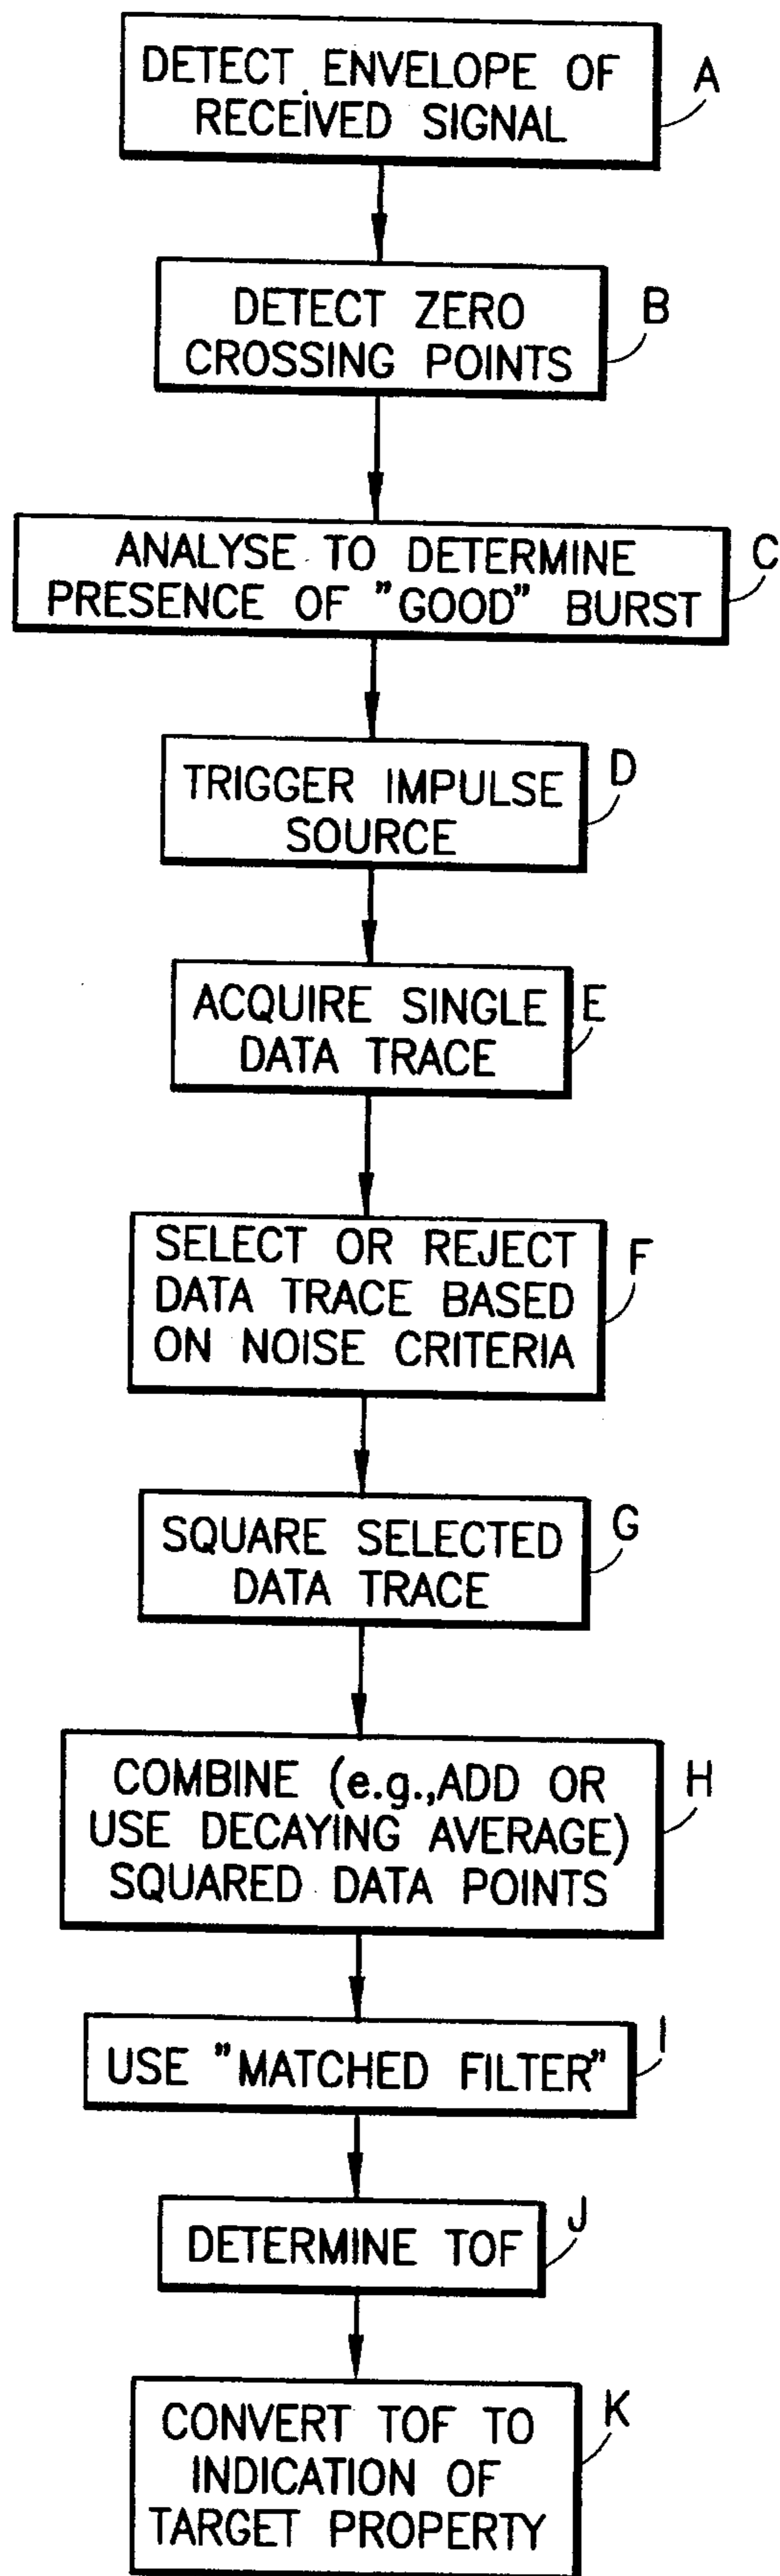 DETECT ENVELOPE OF
RECEIVED SIGNAL
A
DETECT ZERO
CROSSING POINTS
B
ANALYSE TO DETERMINE
PRESENCE OF "GOOD" BURST
C
TRIGGER IMPULSE
SOURCE
D
ACQUIRE SINGLE
DATA TRACE
E
SELECT OR REJECT
DATA TRACE BASED
ON NOISE CRITERIA
F
SQUARE SELECTED
DATA TRACE
G
COMBINE (e.g.,ADD OR
USE DECAYING AVERAGE)
SQUARED DATA POINTS
H
USE "MATCHED FILTER"
I
DETERMINE TOF
J
CONVERT TOF TO
INDICATION OF
TARGET PROPERTY
K